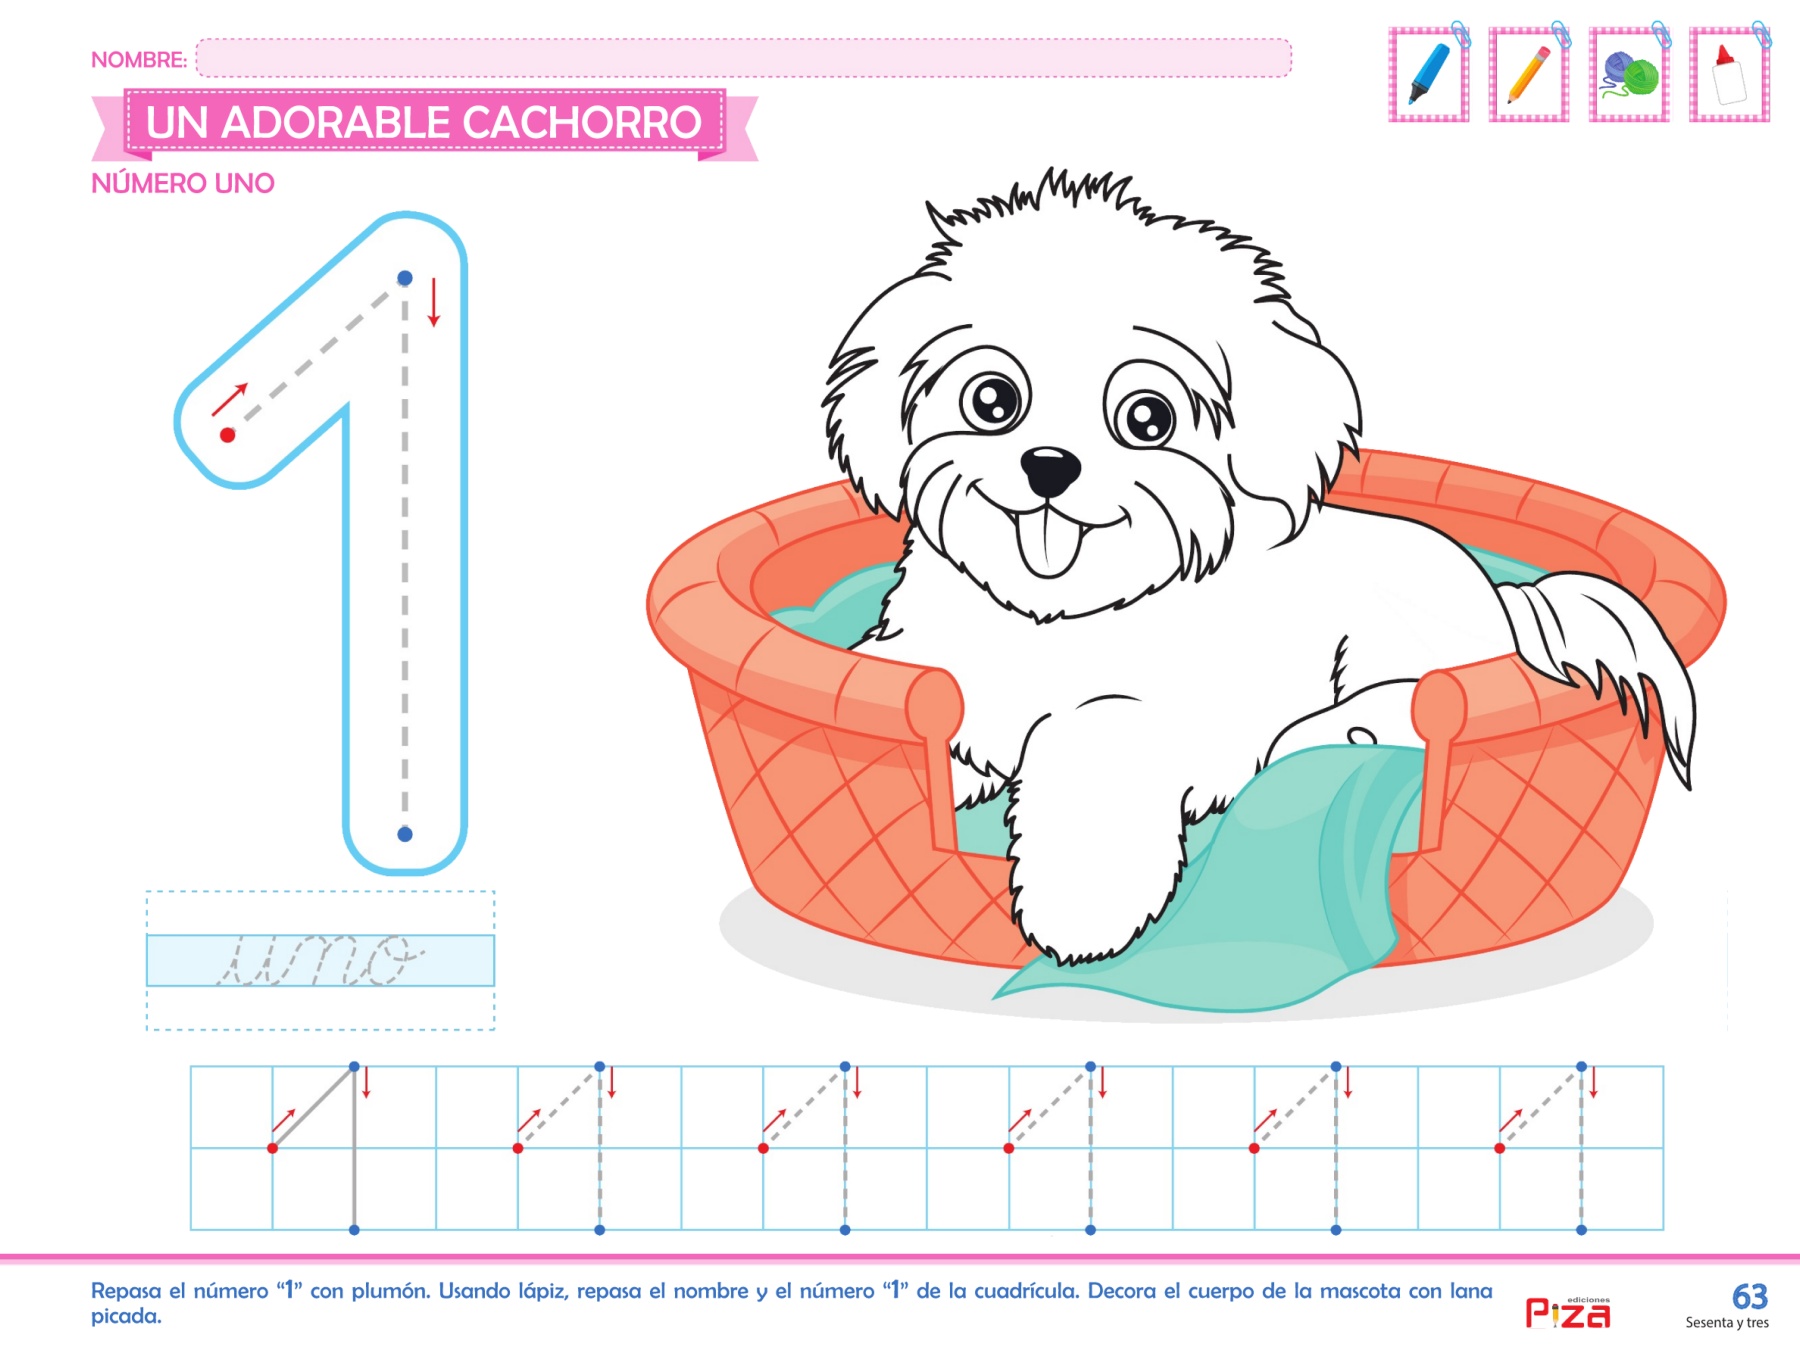 NOMBRE:
UN ADORABLE CACHORRO
NÚMERO UNO
1
uno
Repasa el número “1” con plumón. Usando lápiz, repasa el nombre y el número “1” de la cuadrícula. Decora el cuerpo de la mascota con lana
picada.
ediciones
Piza
63
Sesenta y tres